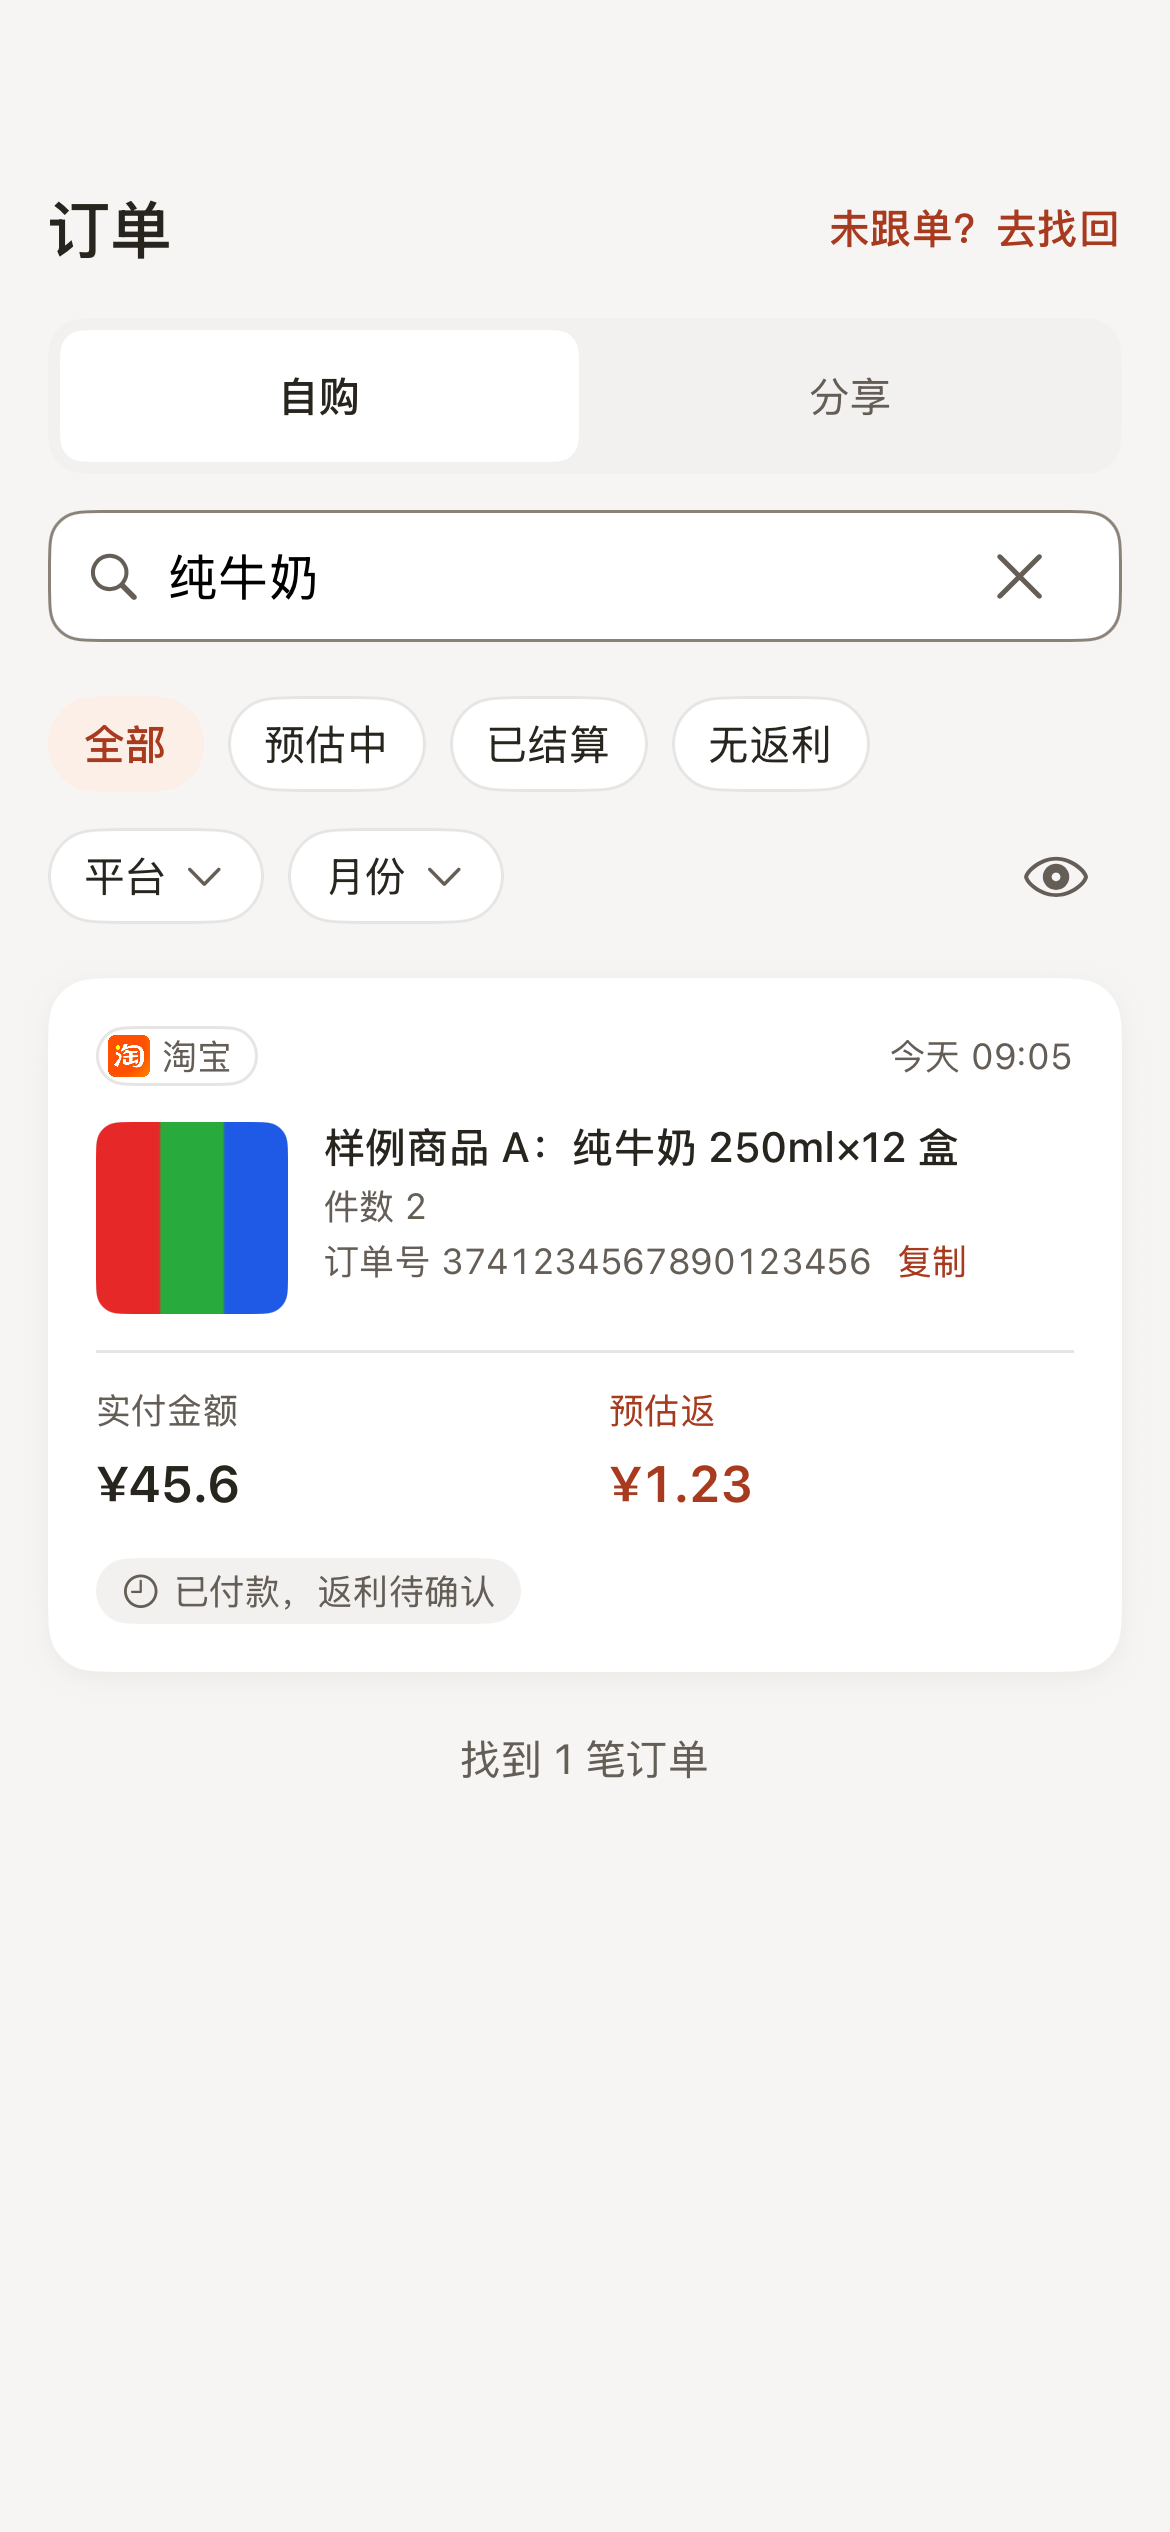 订单
未跟单？去找回
自购
分享
纯牛奶
全部
预估中
已结算
无返利
平台
月份
淘 淘宝
今天 09:05
样例商品 A：纯牛奶 250ml×12 盒
件数 2
订单号 3741234567890123456 复制
实付金额
预估返
¥45.6
¥1.23
已付款，返利待确认
找到 1 笔订单